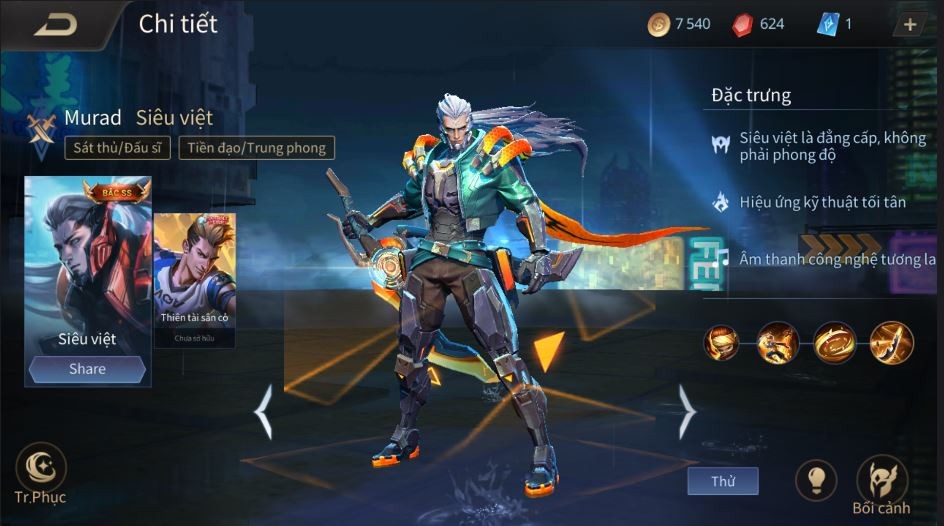 Chi tiết
7 540
624
1
Murad Siêu việt
Sát thủ/Đấu sĩ
Tiền đạo/Trung phong
BẬC SS
Siêu việt
Share
Thiên tài sân cỏ
Chưa sở hữu
Đặc trưng
Siêu việt là đẳng cấp, không
phải phong độ
Hiệu ứng kỹ thuật tối tân
Âm thanh công nghệ tương la
FE
Thử
Tr.Phục
Bối cảnh